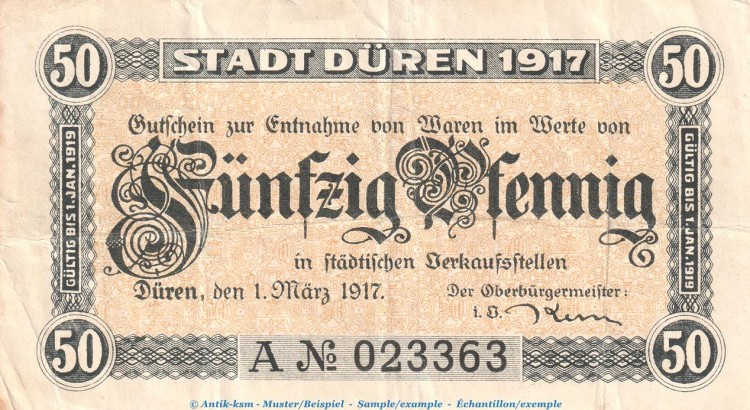 50 STADT DÜREN 1917 50
Gutschein zur Entnahme von Waren im Werte von
Fünfzig Pfennig
in städtischen Verkaufsstellen
Düren, den 1. März 1917. Der Oberbürgermeister:
i. V.
GÜLTIG BIS 1. JAN. 1919
GÜLTIG BIS 1. JAN. 1919
50 A № 023363 50
© Antik-ksm - Muster/Beispiel - Sample/example - Échantillon/exemple